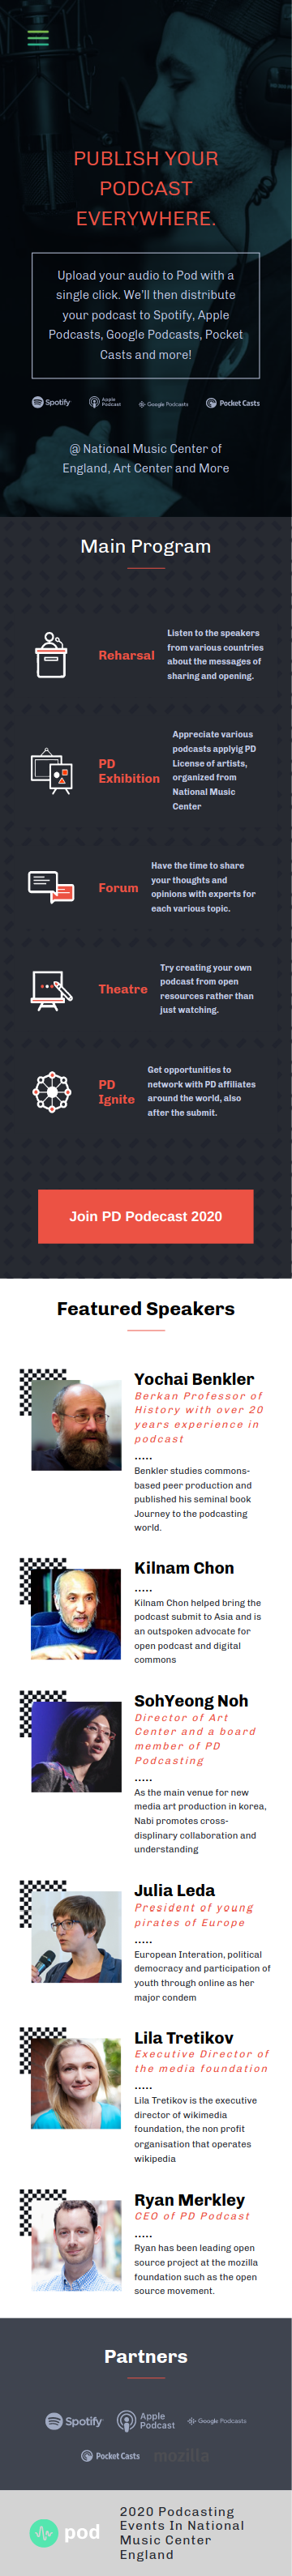 PUBLISH YOUR
PODCAST
EVERYWHERE.
Upload your audio to Pod with a
single click. We'll then distribute
your podcast to Spotify, Apple
Podcasts, Google Podcasts, Pocket
Casts and more!
Spotify
Apple
Podcast
Google Podcasts
Pocket Casts
@ National Music Center of
England, Art Center and More
Main Program
Reharsal
Listen to the speakers
from various countries
about the messages of
sharing and opening.
PD
Exhibition
Appreciate various
podcasts applyig PD
License of artists,
organized from
National Music
Center
Forum
Have the time to share
your thoughts and
opinions with experts for
each various topic.
Theatre
Try creating your own
podcast from open
resources rather than
just watching.
PD
Ignite
Get opportunities to
network with PD affiliates
around the world, also
after the submit.
Join PD Podecast 2020
Featured Speakers
Yochai Benkler
Berkan Professor of
History with over 20
years experience in
podcast
.....
Benkler studies commons-
based peer production and
published his seminal book
Journey to the podcasting
world.
Kilnam Chon
.....
Kilnam Chon helped bring the
podcast submit to Asia and is
an outspoken advocate for
open podcast and digital
commons
SohYeong Noh
Director of Art
Center and a board
member of PD
Podcasting
.....
As the main venue for new
media art production in korea,
Nabi promotes cross-
displinary collaboration and
understanding
Julia Leda
President of young
pirates of Europe
.....
European Interation, political
democracy and participation of
youth through online as her
major condem
Lila Tretikov
Executive Director of
the media foundation
.....
Lila Tretikov is the executive
director of wikimedia
foundation, the non profit
organisation that operates
wikipedia
Ryan Merkley
CEO of PD Podcast
.....
Ryan has been leading open
source project at the mozilla
foundation such as the open
source movement.
Partners
Spotify
Apple
Podcast
Google Podcasts
Pocket Casts
mozilla
pod
2020 Podcasting
Events In National
Music Center
England